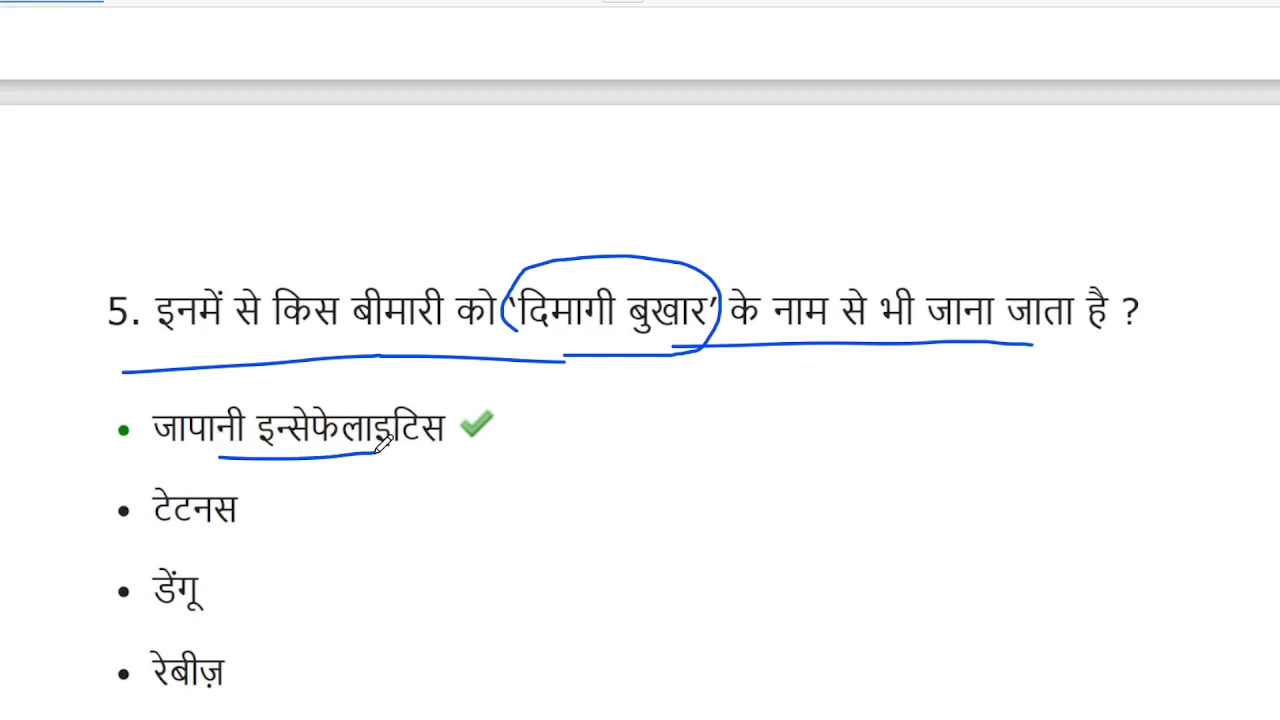 5. इनमें से किस बीमारी को 'दिमागी बुखार' के नाम से भी जाना जाता है ?
• जापानी इन्सेफेलाइटिस ✔
• टेटनस
• डेंगू
• रेबीज़